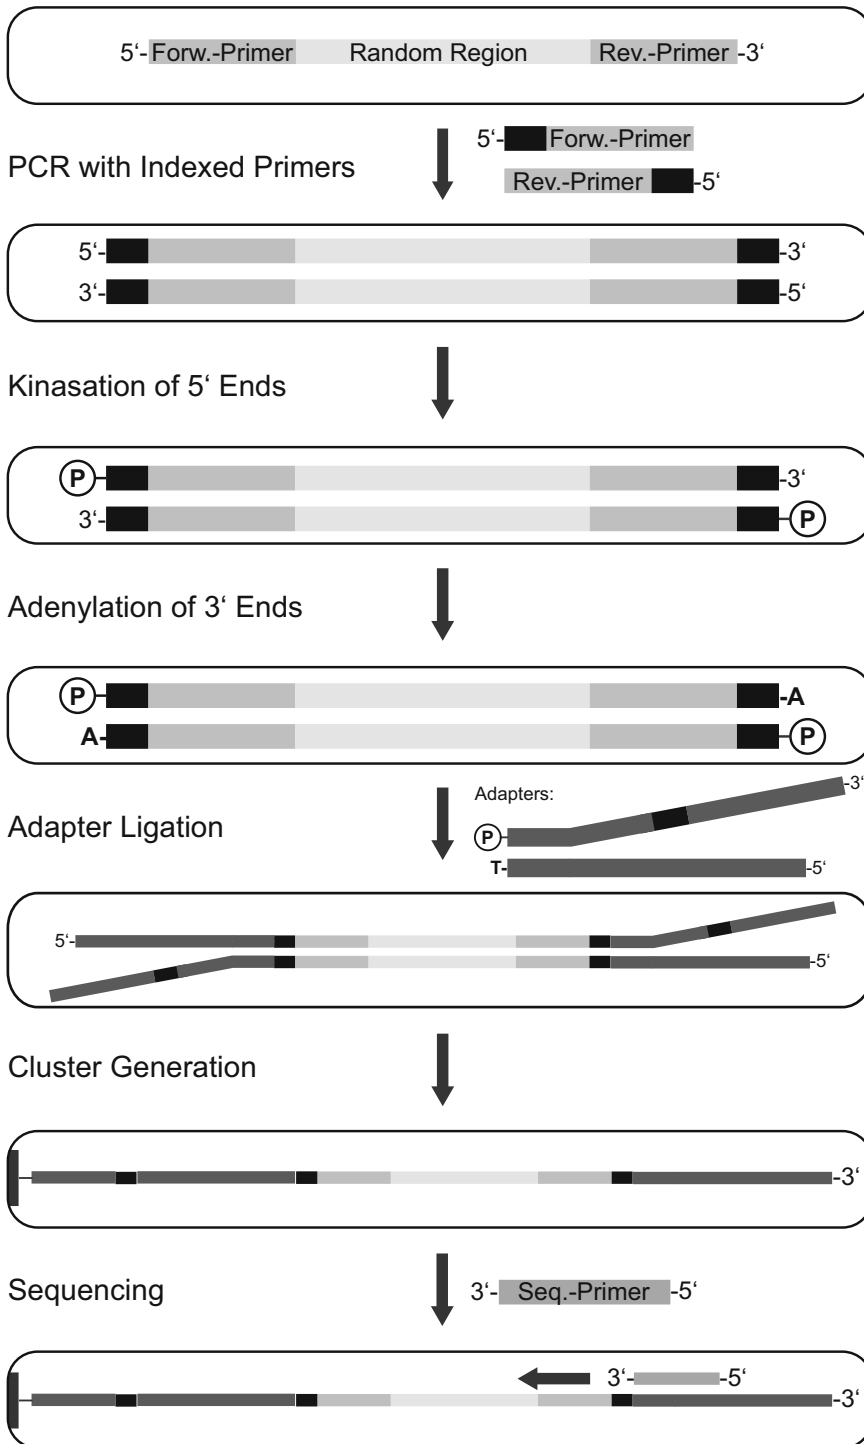 5‘-Forw.-Primer Random Region Rev.-Primer-3‘
PCR with Indexed Primers
5‘- Forw.-Primer
Rev.-Primer -5‘
5‘- -3‘
3‘- -5‘
Kinasation of 5‘ Ends
P -3‘
3‘- P
Adenylation of 3‘ Ends
P -A
A- P
Adapter Ligation
Adapters:
-3‘
P
T- -5‘
5‘-
-5‘
Cluster Generation
-3‘
Sequencing
3‘- Seq.-Primer -5‘
3‘- -5‘
-3‘